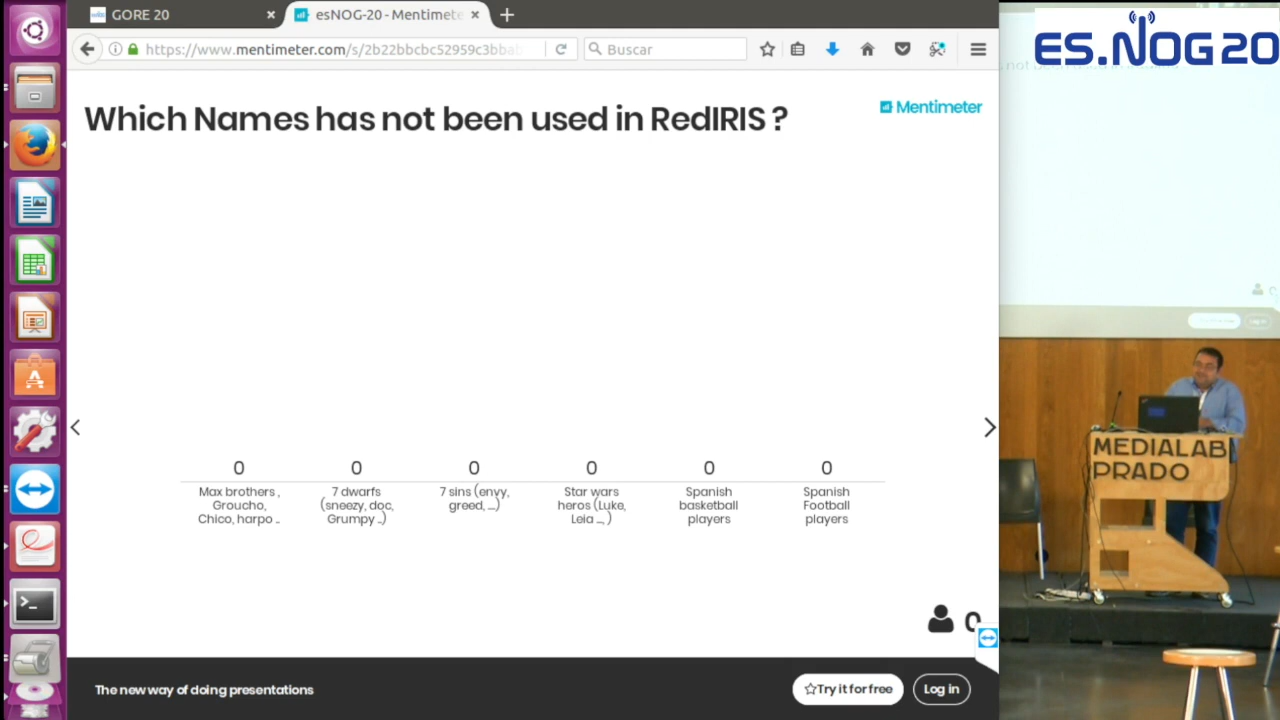 GORE 20
esNOG-20 - Mentimete
https://www.mentimeter.com/s/2b22bbcbc52959c3bba
Buscar
ES.NOG20
Which Names has not been used in RedIRIS ?
Mentimeter
0 0 0 0 0 0
Max brothers ,
Groucho,
Chico, harpo ..
7 dwarfs
(sneezy, doc,
Grumpy ..)
7 sins (envy,
greed, ...)
Star wars
heros (Luke,
Leia ..., )
Spanish
basketball
players
Spanish
Football
players
0
The new way of doing presentations
Try it for free
Log in
MEDIALAB
PRADO